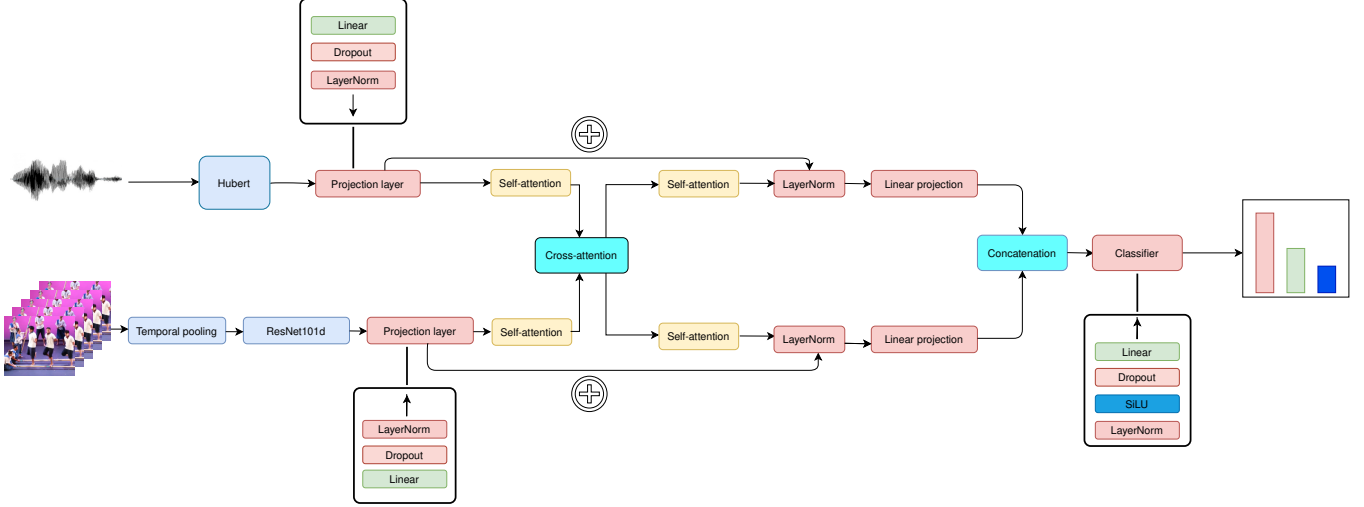 Linear
Dropout
LayerNorm
Hubert
Projection layer
Self-attention
Self-attention
LayerNorm
Linear projection
Cross-attention
Concatenation
Classifier
Temporal pooling
ResNet101d
Projection layer
Self-attention
Self-attention
LayerNorm
Linear projection
LayerNorm
Dropout
Linear
Linear
Dropout
SiLU
LayerNorm